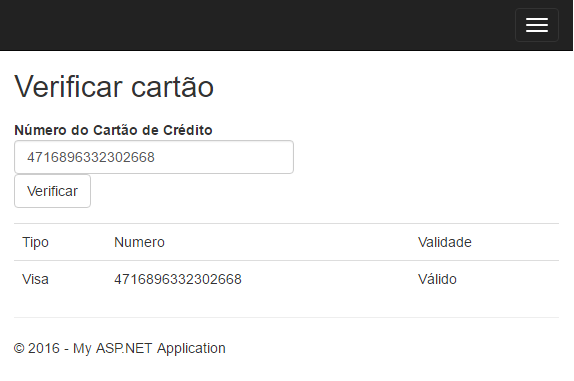 Verificar cartão
Número do Cartão de Crédito
4716896332302668
Verificar
Tipo Numero Validade
Visa 4716896332302668 Válido
© 2016 - My ASP.NET Application